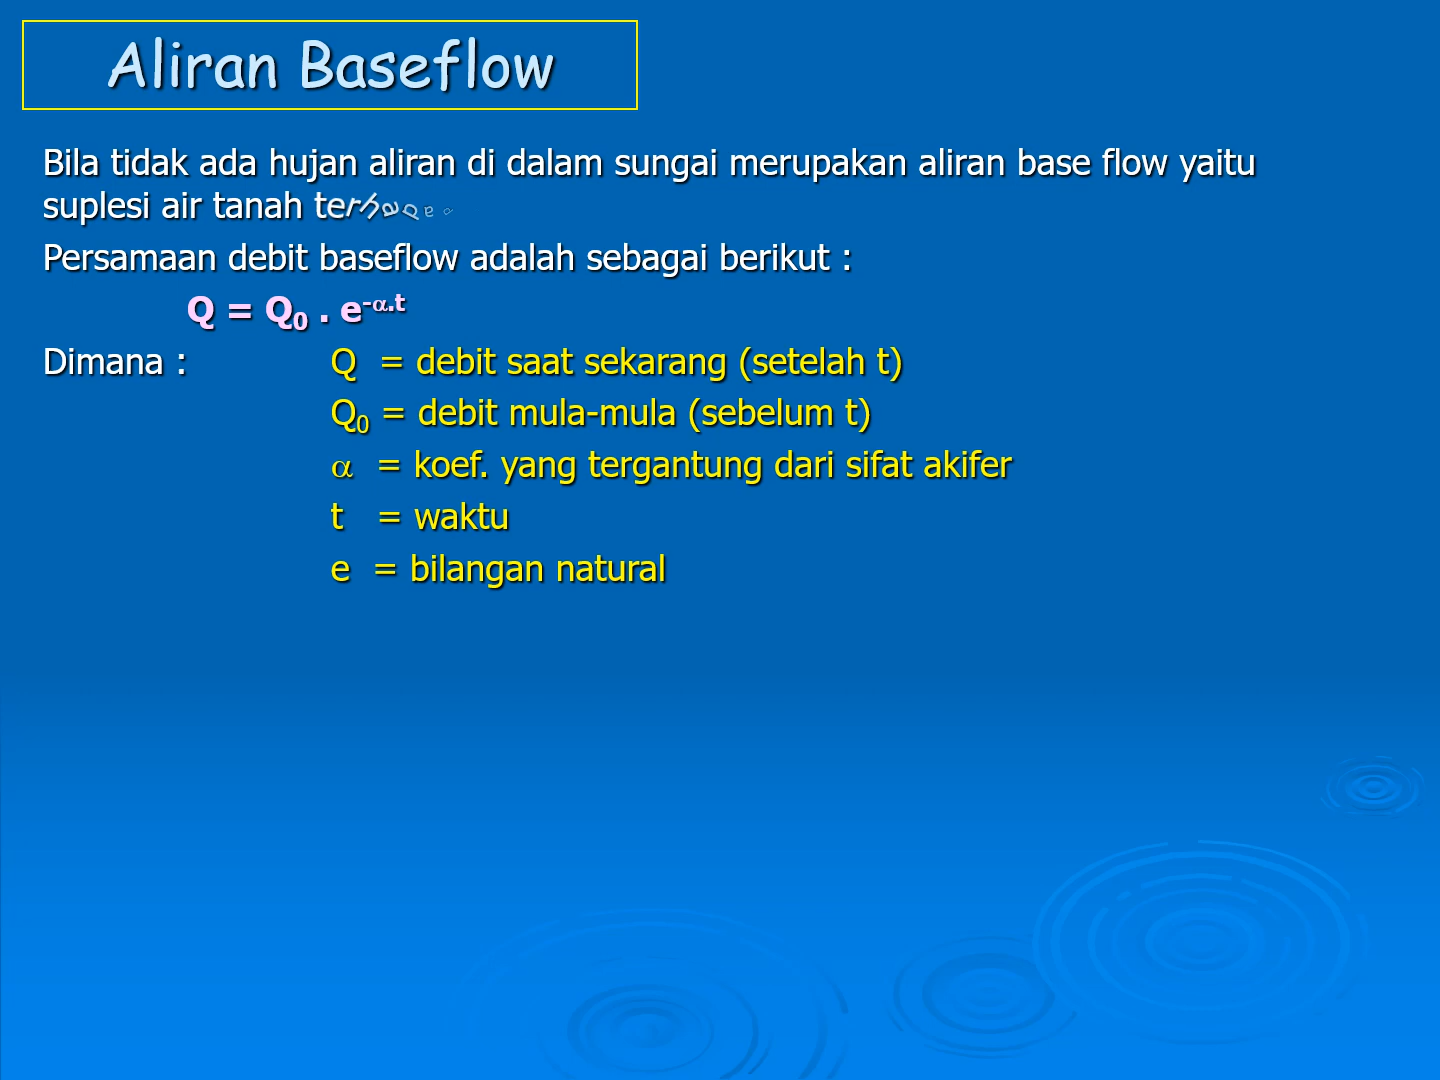 Aliran Baseflow
Bila tidak ada hujan aliran di dalam sungai merupakan aliran base flow yaitu
suplesi air tanah
Persamaan debit baseflow adalah sebagai berikut :
Q = Q₀ . e⁻ᵅ·ᵗ
Dimana : Q = debit saat sekarang (setelah t)
Q₀ = debit mula-mula (sebelum t)
α = koef. yang tergantung dari sifat akifer
t = waktu
e = bilangan natural